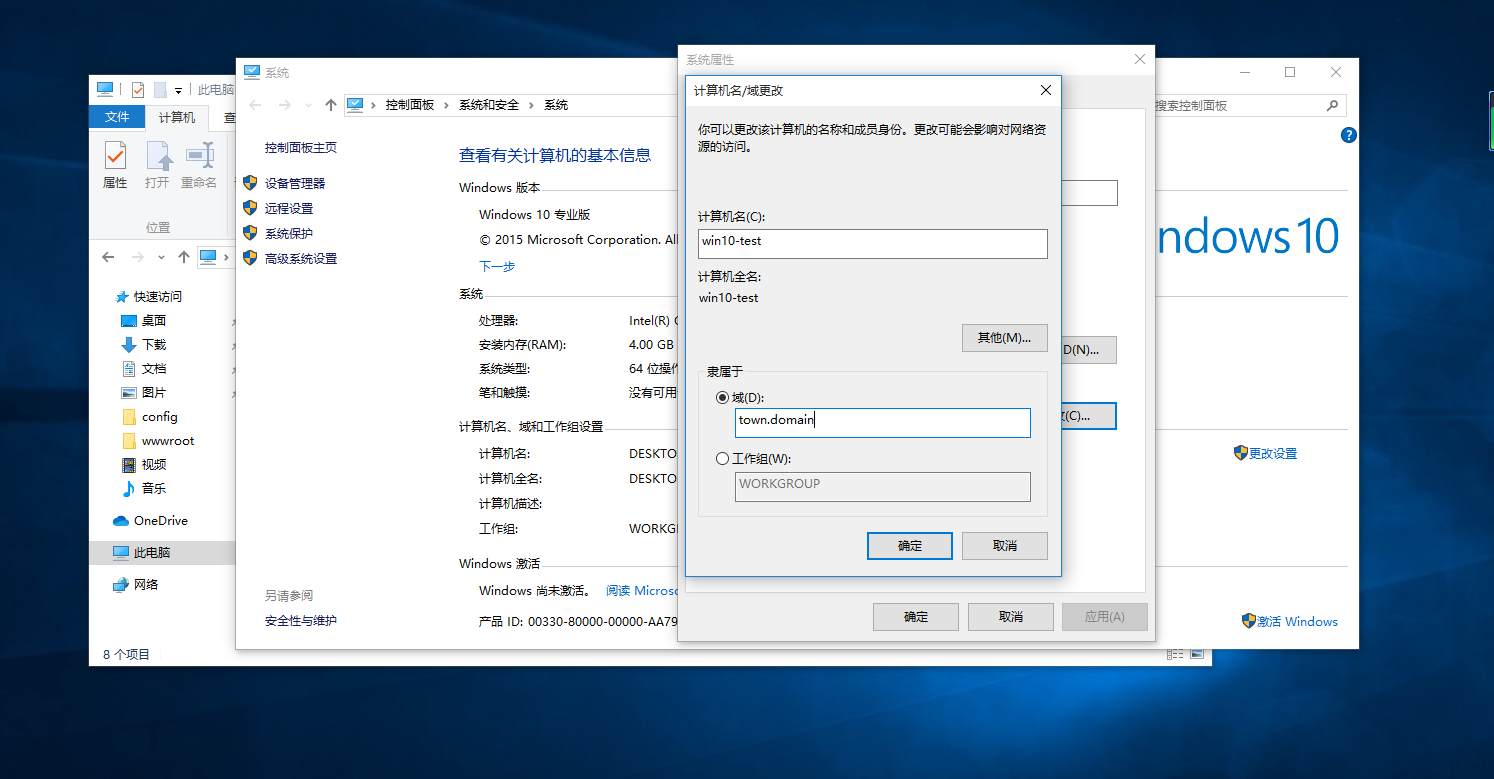 此电脑
文件
计算机
查
属性
打开
重命名
位置
快速访问
桌面
下载
文档
图片
config
wwwroot
视频
音乐
OneDrive
此电脑
网络
8 个项目
系统
控制面板
系统和安全
系统
搜索控制面板
控制面板主页
设备管理器
远程设置
系统保护
高级系统设置
另请参阅
安全性与维护
查看有关计算机的基本信息
Windows 版本
Windows 10 专业版
© 2015 Microsoft Corporation. All
下一步
ndows 10
系统
处理器: Intel(R)
安装内存(RAM): 4.00 GB
系统类型: 64 位操作
笔和触摸: 没有可用
计算机名、域和工作组设置
计算机名: DESKTO
更改设置
计算机全名: DESKTO
计算机描述:
工作组: WORKG
Windows 激活
Windows 尚未激活。 阅读 Microso
产品 ID: 00330-80000-00000-AA79
激活 Windows
系统属性
D(N)...
(C)...
确定
取消
应用(A)
计算机名/域更改
你可以更改该计算机的名称和成员身份。更改可能会影响对网络资
源的访问。
计算机名(C):
win10-test
计算机全名:
win10-test
其他(M)...
隶属于
域(D):
town.domain
工作组(W):
WORKGROUP
确定
取消